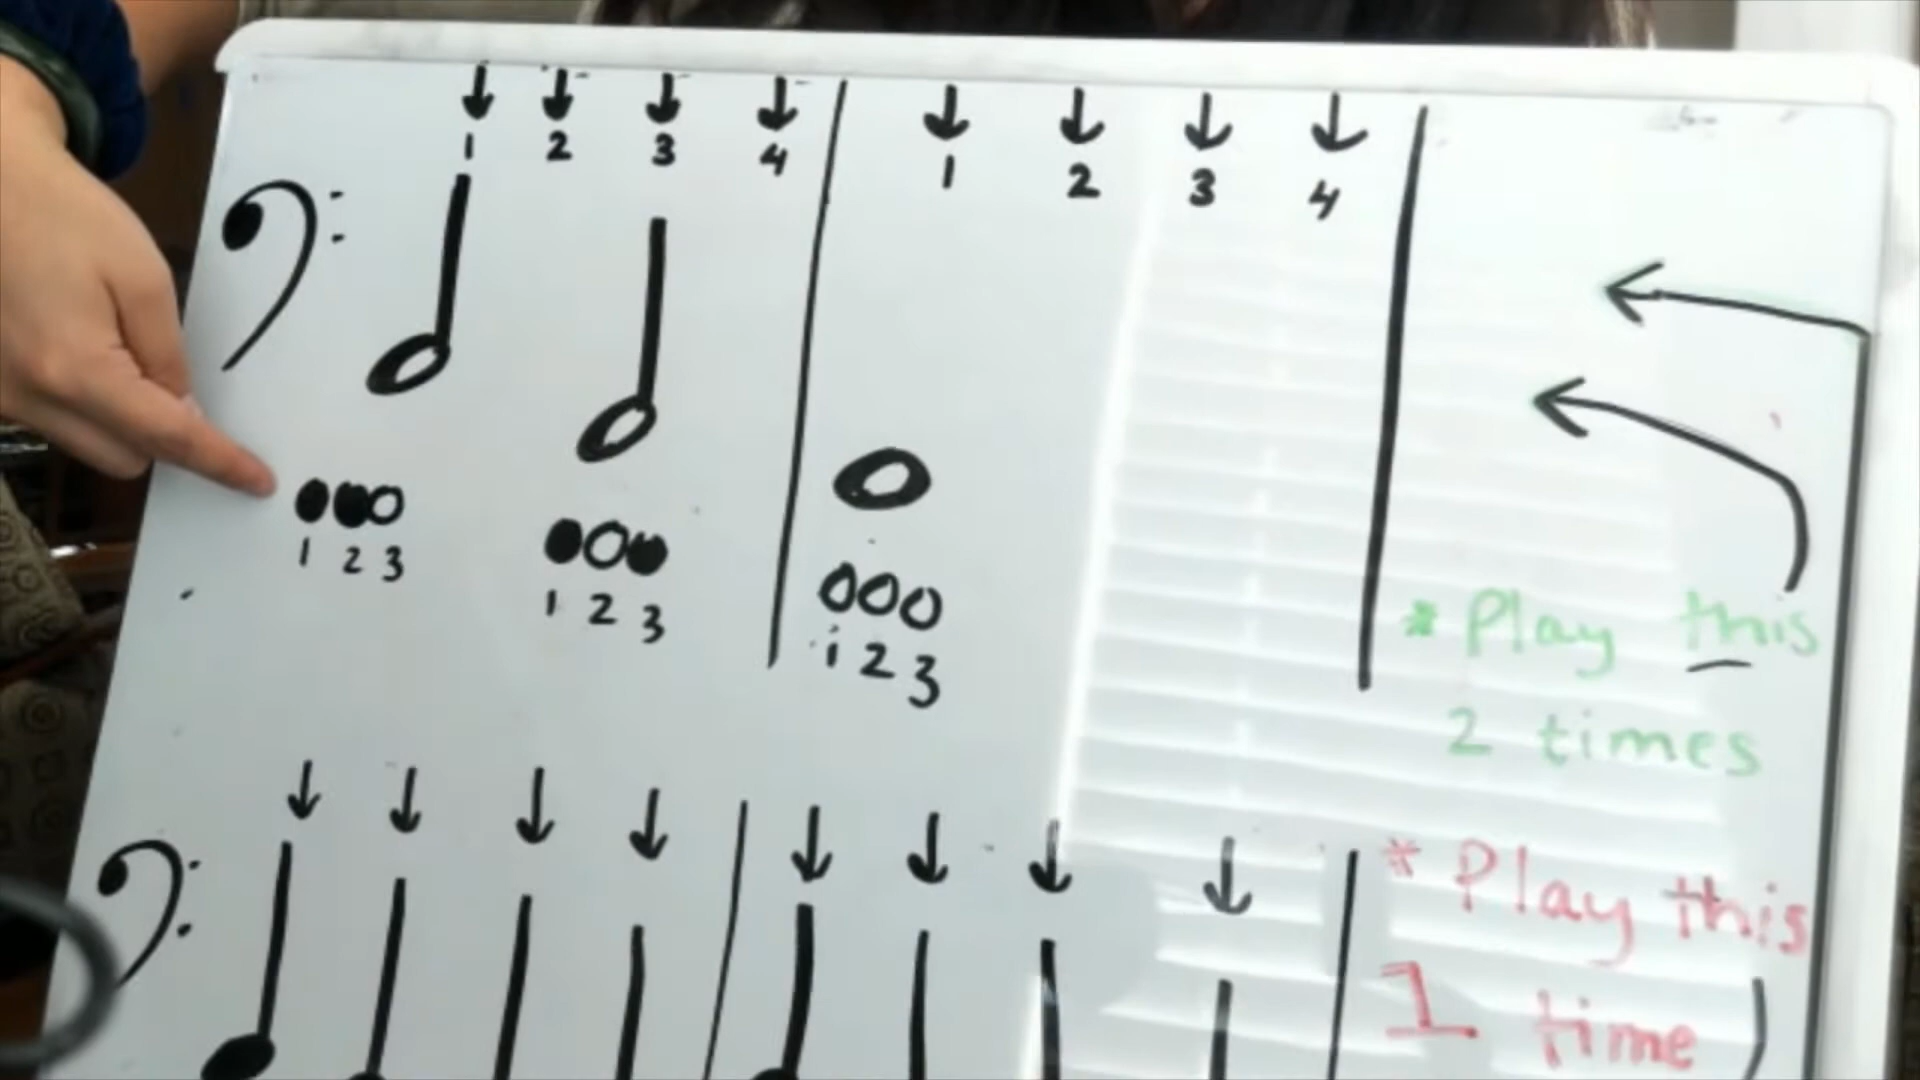 1 2 3 4 1 2 3 4
1 2 3
1 2 3
1 2 3
* Play this
2 times
* Play this
1 time